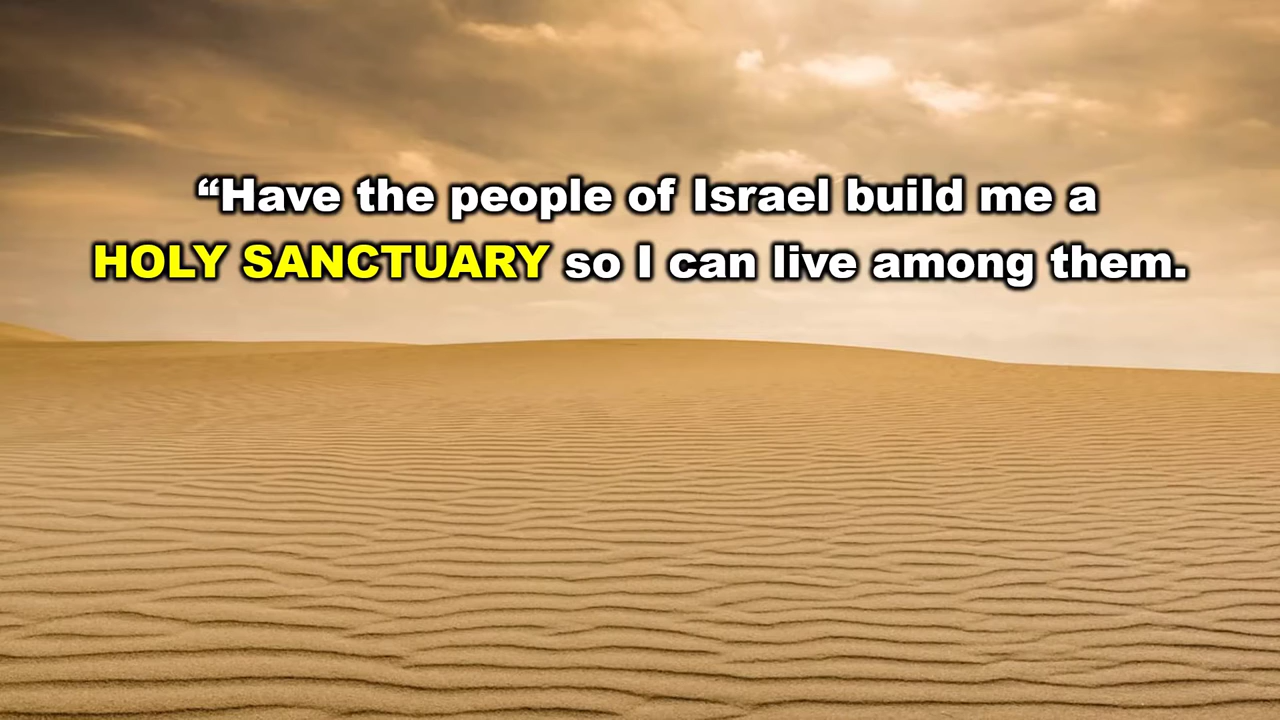 “Have the people of Israel build me a
HOLY SANCTUARY so I can live among them.